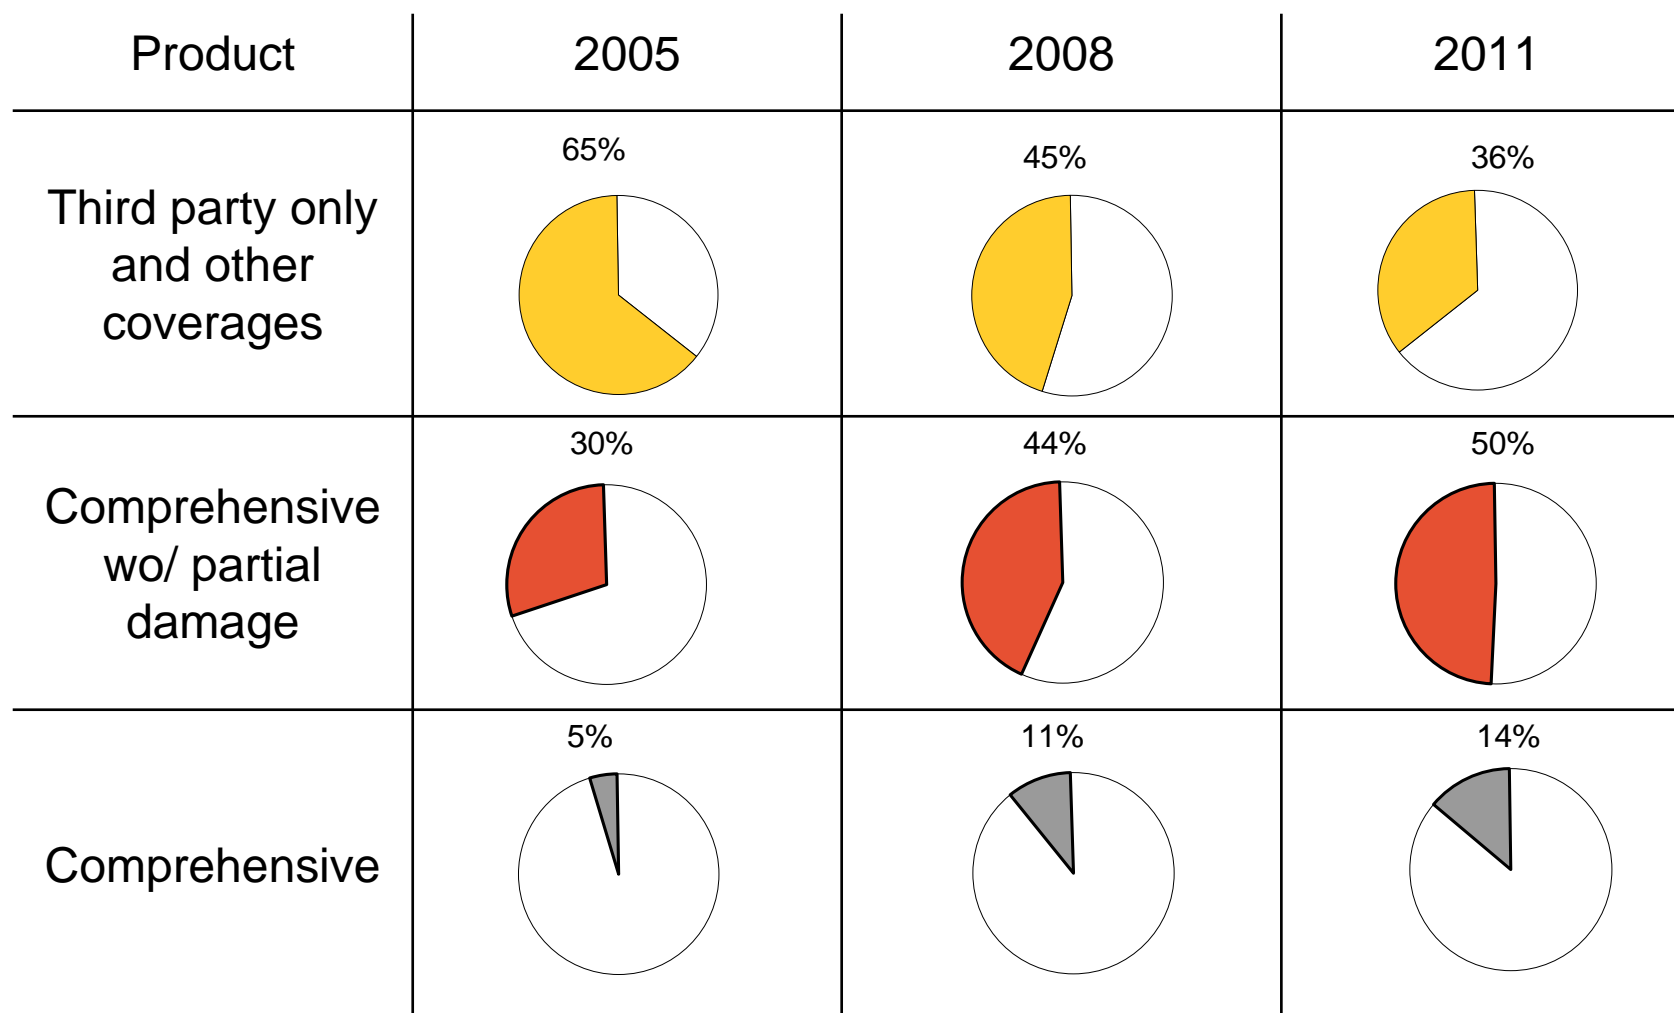 Product
2005
2008
2011
Third party only
and other
coverages
65%
45%
36%
Comprehensive
wo/ partial
damage
30%
44%
50%
Comprehensive
5%
11%
14%